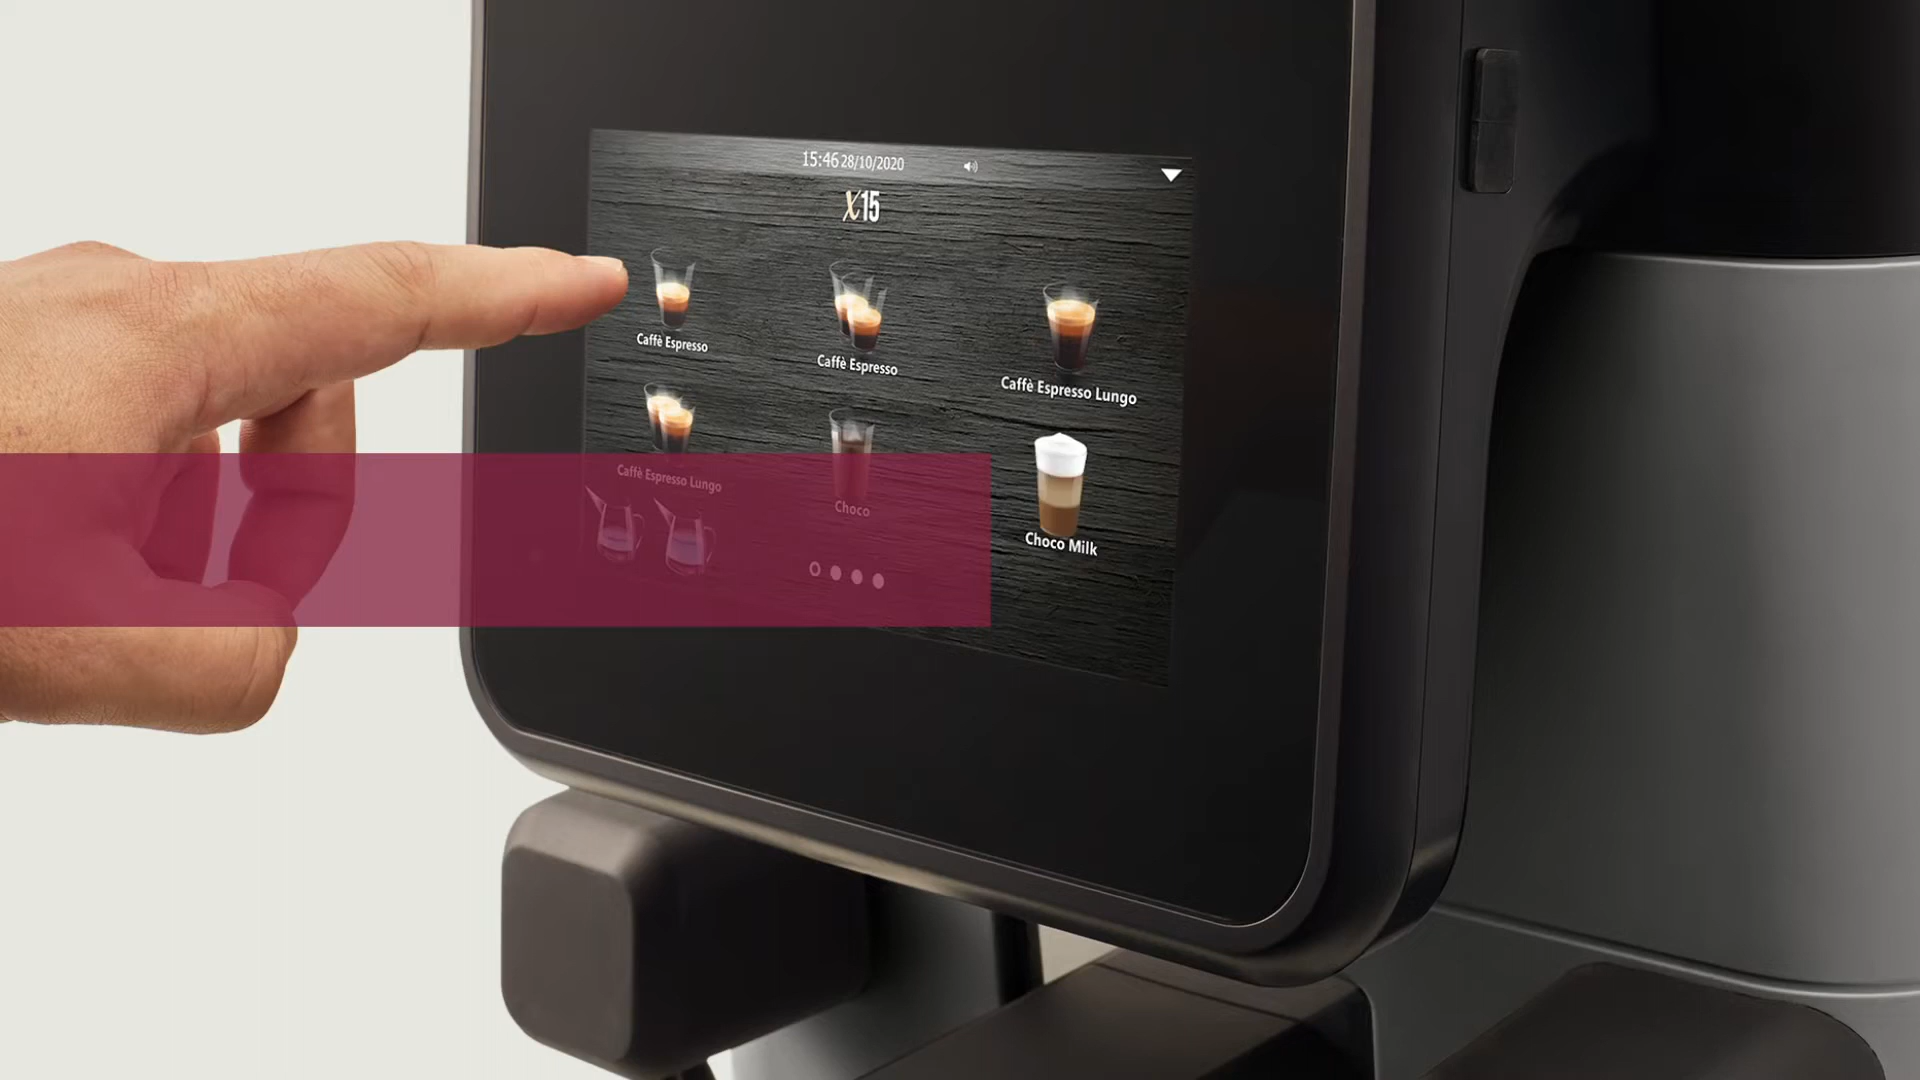 15:46 28/10/2020
X15
Caffè Espresso
Caffè Espresso
Caffè Espresso Lungo
Caffè Espresso Lungo
Choco
Choco Milk